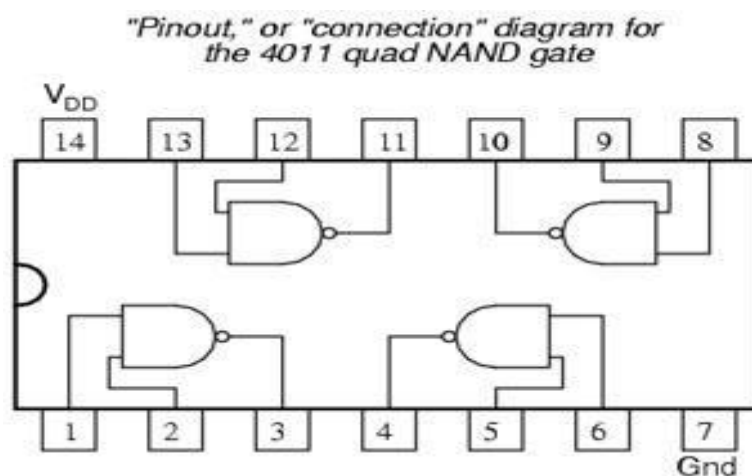 "Pinout," or "connection" diagram for
the 4011 quad NAND gate
VDD
14 13 12 11 10 9 8
1 2 3 4 5 6 7
Gnd